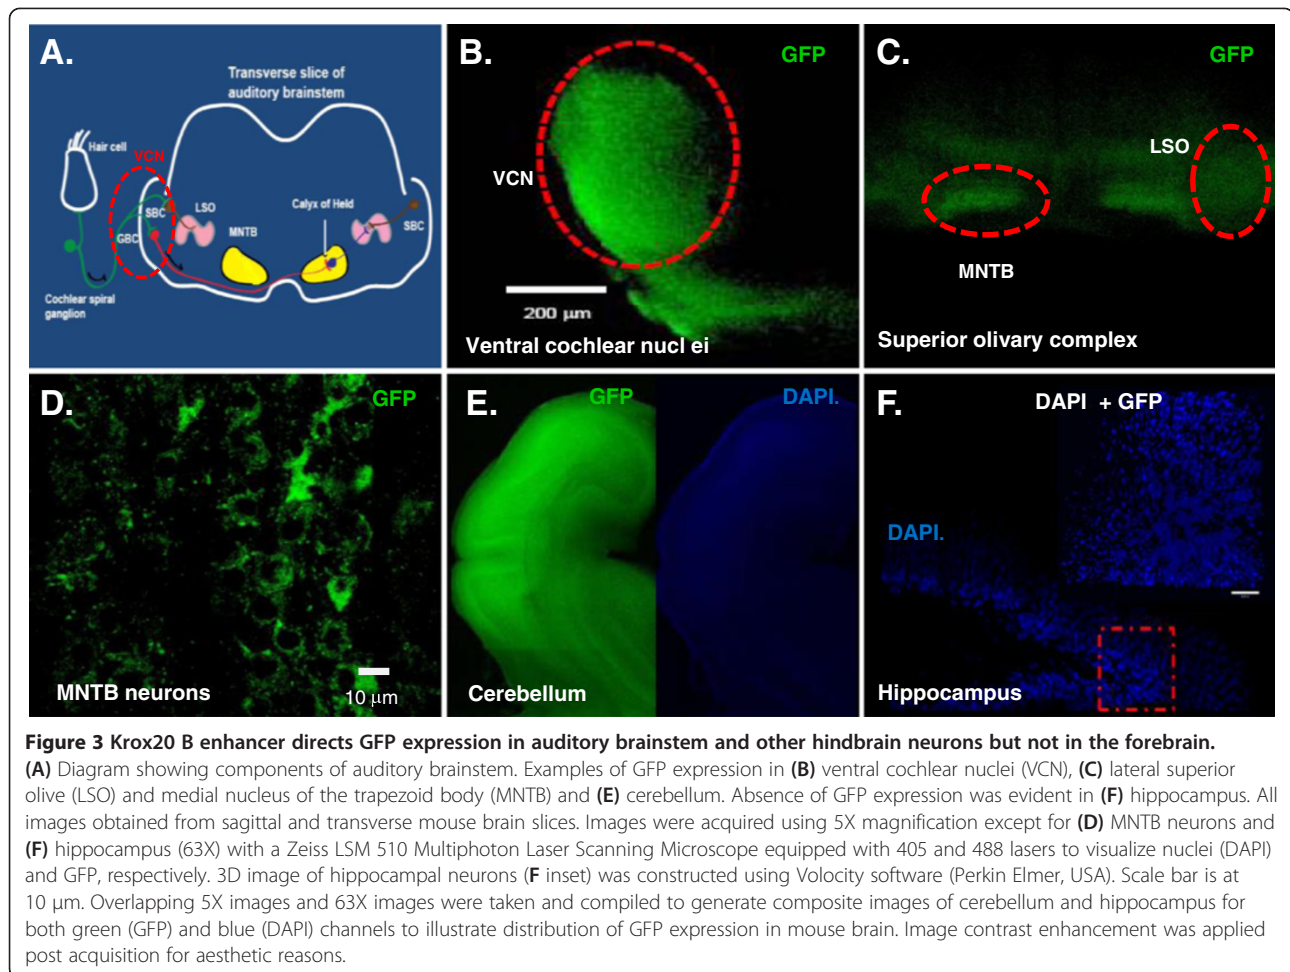 A.
Transverse slice of
auditory brainstem
Hair cell
VCN
SBC
LSO
GBC
MNTB
Calyx of Held
SBC
Cochlear spiral
ganglion
B.
GFP
VCN
200 µm
Ventral cochlear nucl ei
C.
GFP
LSO
MNTB
Superior olivary complex
D.
GFP
MNTB neurons
10 µm
E.
GFP
DAPI.
Cerebellum
F.
DAPI + GFP
DAPI.
Hippocampus
Figure 3 Krox20 B enhancer directs GFP expression in auditory brainstem and other hindbrain neurons but not in the forebrain.
(A) Diagram showing components of auditory brainstem. Examples of GFP expression in (B) ventral cochlear nuclei (VCN), (C) lateral superior
olive (LSO) and medial nucleus of the trapezoid body (MNTB) and (E) cerebellum. Absence of GFP expression was evident in (F) hippocampus. All
images obtained from sagittal and transverse mouse brain slices. Images were acquired using 5X magnification except for (D) MNTB neurons and
(F) hippocampus (63X) with a Zeiss LSM 510 Multiphoton Laser Scanning Microscope equipped with 405 and 488 lasers to visualize nuclei (DAPI)
and GFP, respectively. 3D image of hippocampal neurons (F inset) was constructed using Volocity software (Perkin Elmer, USA). Scale bar is at
10 µm. Overlapping 5X images and 63X images were taken and compiled to generate composite images of cerebellum and hippocampus for
both green (GFP) and blue (DAPI) channels to illustrate distribution of GFP expression in mouse brain. Image contrast enhancement was applied
post acquisition for aesthetic reasons.